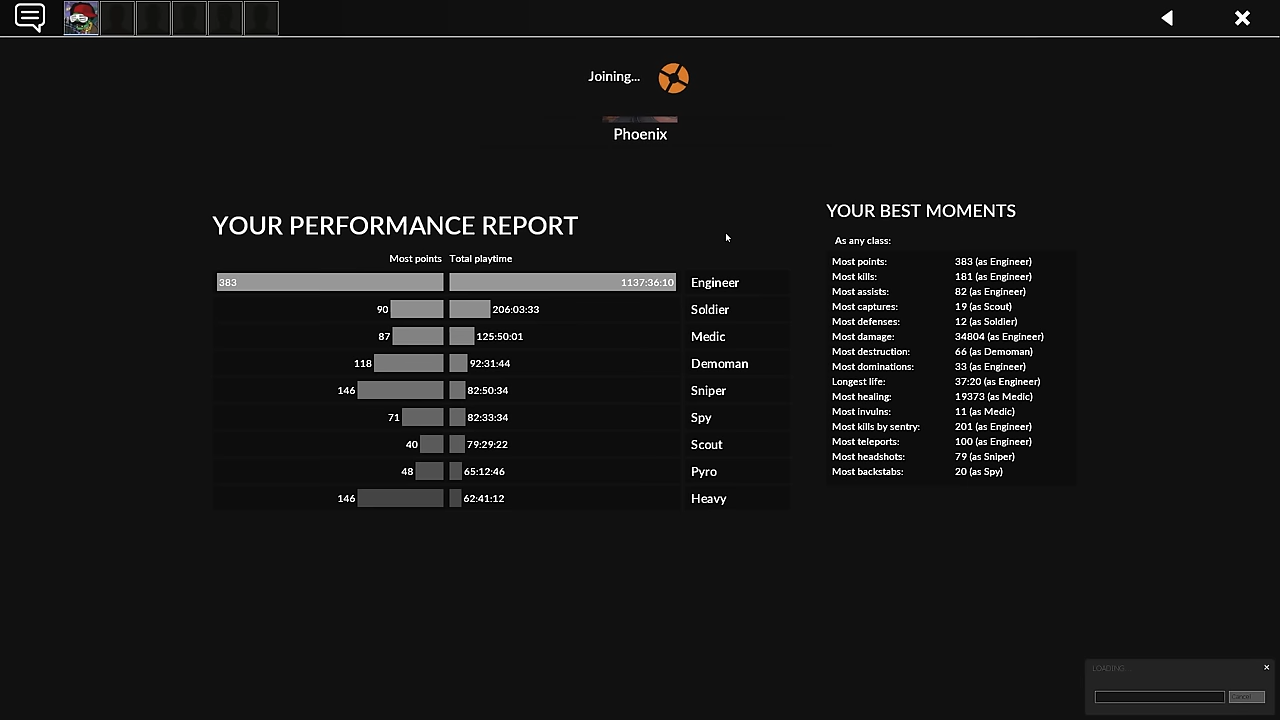 Joining...
Phoenix
YOUR PERFORMANCE REPORT
Most points Total playtime
383 1137:36:10 Engineer
90 206:03:33 Soldier
87 125:50:01 Medic
118 92:31:44 Demoman
146 82:50:34 Sniper
71 82:33:34 Spy
40 79:29:22 Scout
48 65:12:46 Pyro
146 62:41:12 Heavy
YOUR BEST MOMENTS
As any class:
Most points: 383 (as Engineer)
Most kills: 181 (as Engineer)
Most assists: 82 (as Engineer)
Most captures: 19 (as Scout)
Most defenses: 12 (as Soldier)
Most damage: 34804 (as Engineer)
Most destruction: 66 (as Demoman)
Most dominations: 33 (as Engineer)
Longest life: 37:20 (as Engineer)
Most healing: 19373 (as Medic)
Most invulns: 11 (as Medic)
Most kills by sentry: 201 (as Engineer)
Most teleports: 100 (as Engineer)
Most headshots: 79 (as Sniper)
Most backstabs: 20 (as Spy)
LOADING...
Cancel